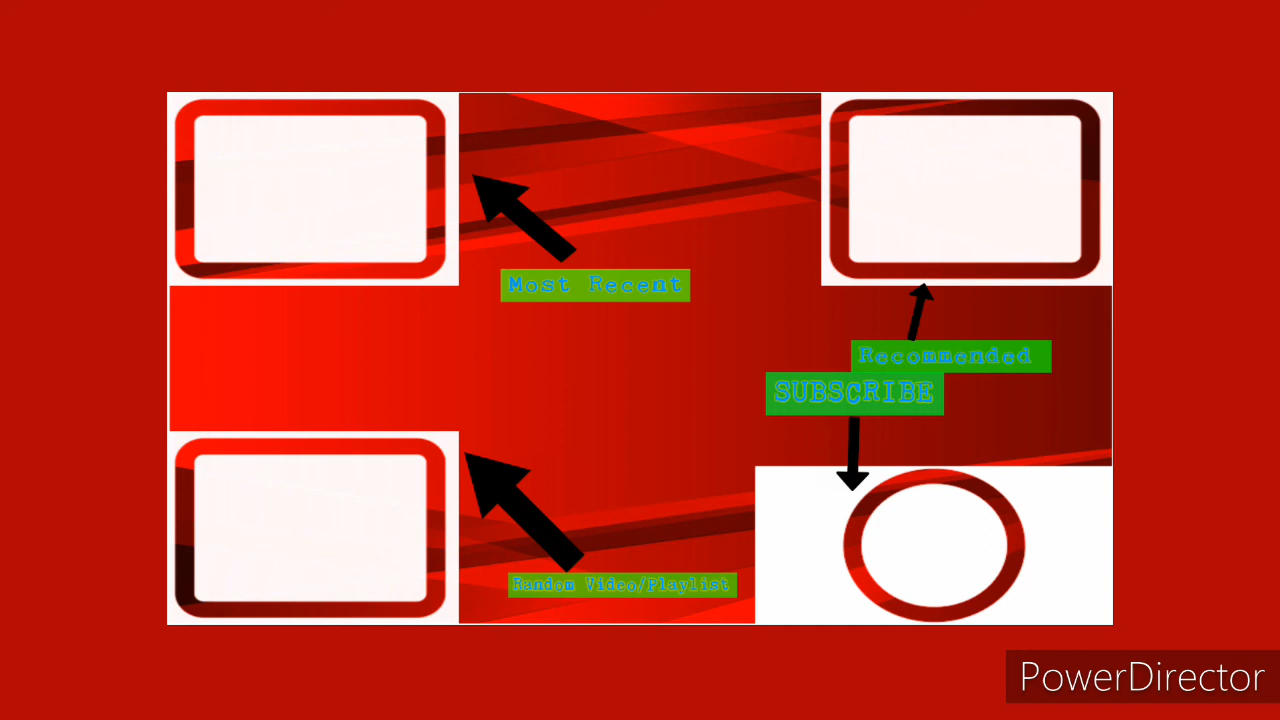 Most Recent
Recommended
SUBSCRIBE
Random Video/Playlist
PowerDirector